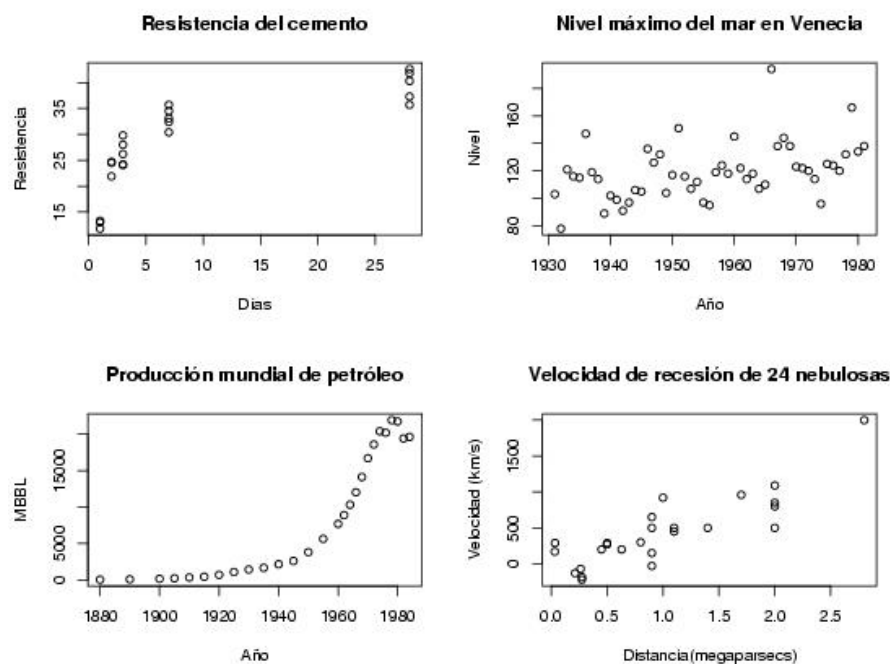 Resistencia del cemento
Resistencia
15 25 35
0 5 10 15 20 25
Dias
Nivel máximo del mar en Venecia
Nivel
80 120 160
1930 1940 1950 1960 1970 1980
Año
Producción mundial de petróleo
MBBL
0 5000 15000
1880 1900 1920 1940 1960 1980
Año
Velocidad de recesión de 24 nebulosas
Velocidad (km/s)
0 500 1500
0.0 0.5 1.0 1.5 2.0 2.5
Distancia(megaparsecs)